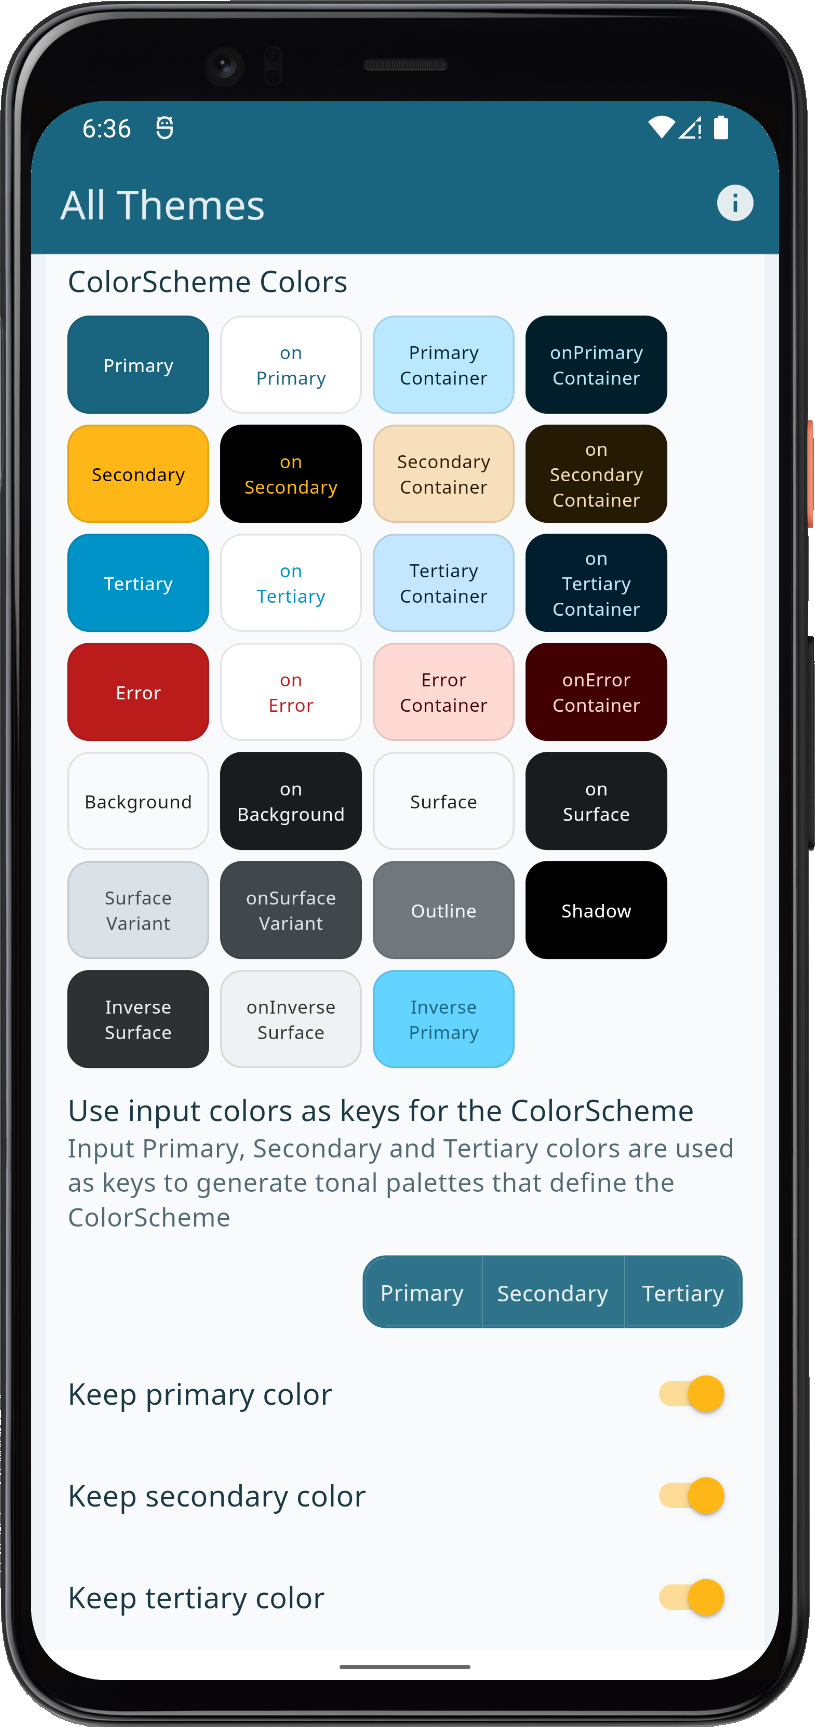 6:36
All Themes
ColorScheme Colors
Primary
on
Primary
Primary
Container
onPrimary
Container
Secondary
on
Secondary
Secondary
Container
on
Secondary
Container
Tertiary
on
Tertiary
Tertiary
Container
on
Tertiary
Container
Error
on
Error
Error
Container
onError
Container
Background
on
Background
Surface
on
Surface
Surface
Variant
onSurface
Variant
Outline
Shadow
Inverse
Surface
onInverse
Surface
Inverse
Primary
Use input colors as keys for the ColorScheme
Input Primary, Secondary and Tertiary colors are used
as keys to generate tonal palettes that define the
ColorScheme
Primary Secondary Tertiary
Keep primary color
Keep secondary color
Keep tertiary color